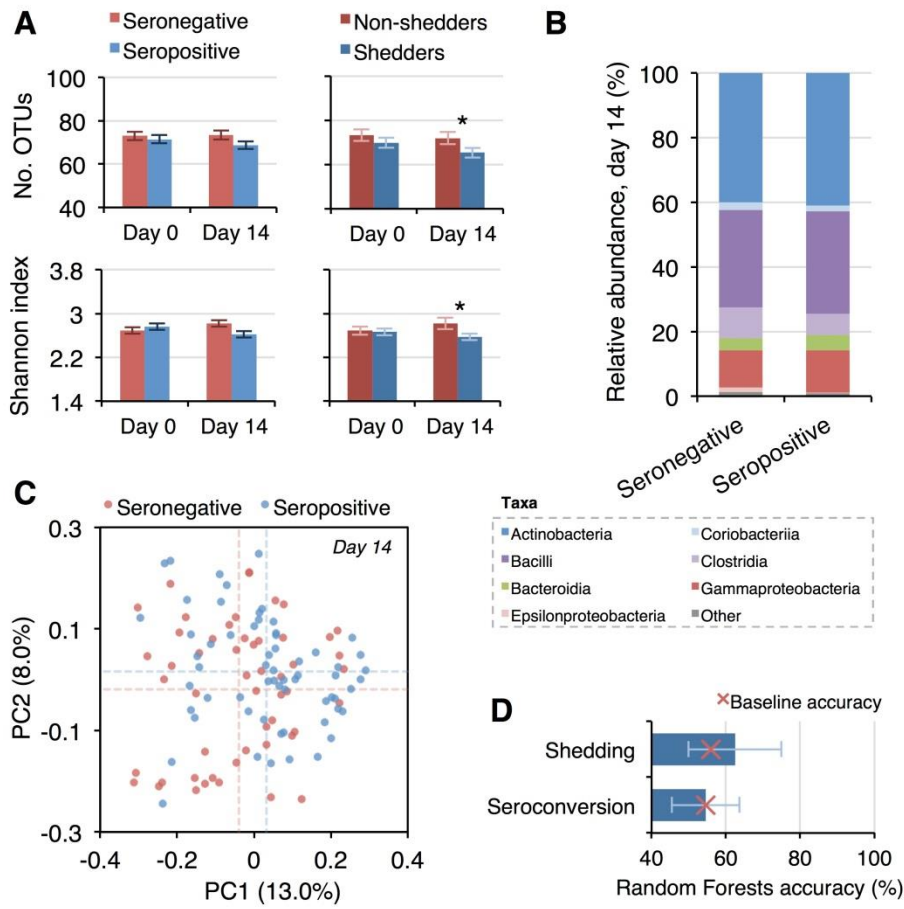 A
Seronegative
Seropositive
Non-shedders
Shedders
No. OTUs
100
80
60
40
*
Day 0 Day 14
Day 0 Day 14
Shannon index
3.8
3
2.2
1.4
*
Day 0 Day 14
Day 0 Day 14
B
Relative abundance, day 14 (%)
100
80
60
40
20
0
Seronegative
Seropositive
Taxa
Actinobacteria Coriobacteriia
Bacilli Clostridia
Bacteroidia Gammaproteobacteria
Epsilonproteobacteria Other
C
Seronegative Seropositive
Day 14
PC2 (8.0%)
0.3
0.1
-0.1
-0.3
-0.4 -0.2 0 0.2 0.4
PC1 (13.0%)
D
Baseline accuracy
Shedding
Seroconversion
40 60 80 100
Random Forests accuracy (%)